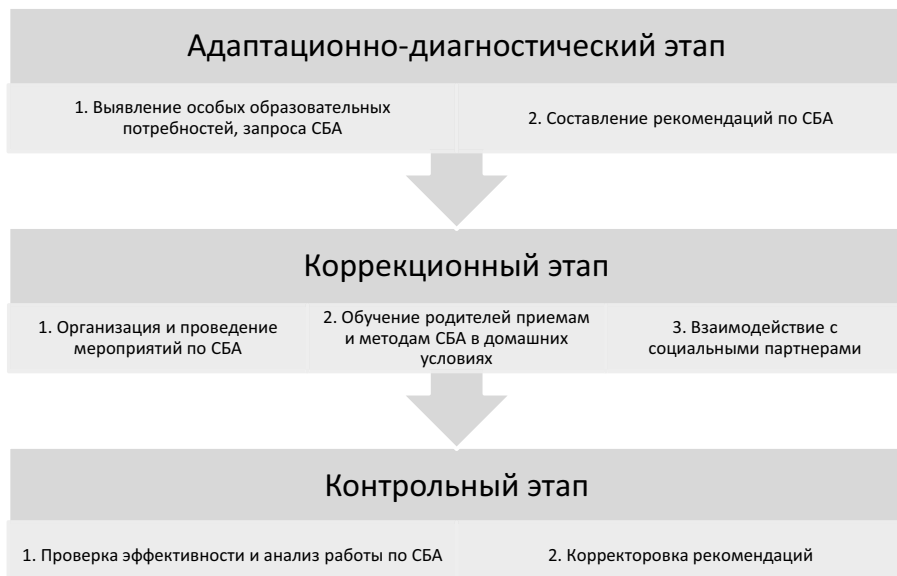 Адаптационно-диагностический этап
1. Выявление особых образовательных
потребностей, запроса СБА
2. Составление рекомендаций по СБА
Коррекционный этап
1. Организация и проведение
мероприятий по СБА
2. Обучение родителей приемам
и методам СБА в домашних
условиях
3. Взаимодействие с
социальными партнерами
Контрольный этап
1. Проверка эффективности и анализ работы по СБА
2. Корректоровка рекомендаций